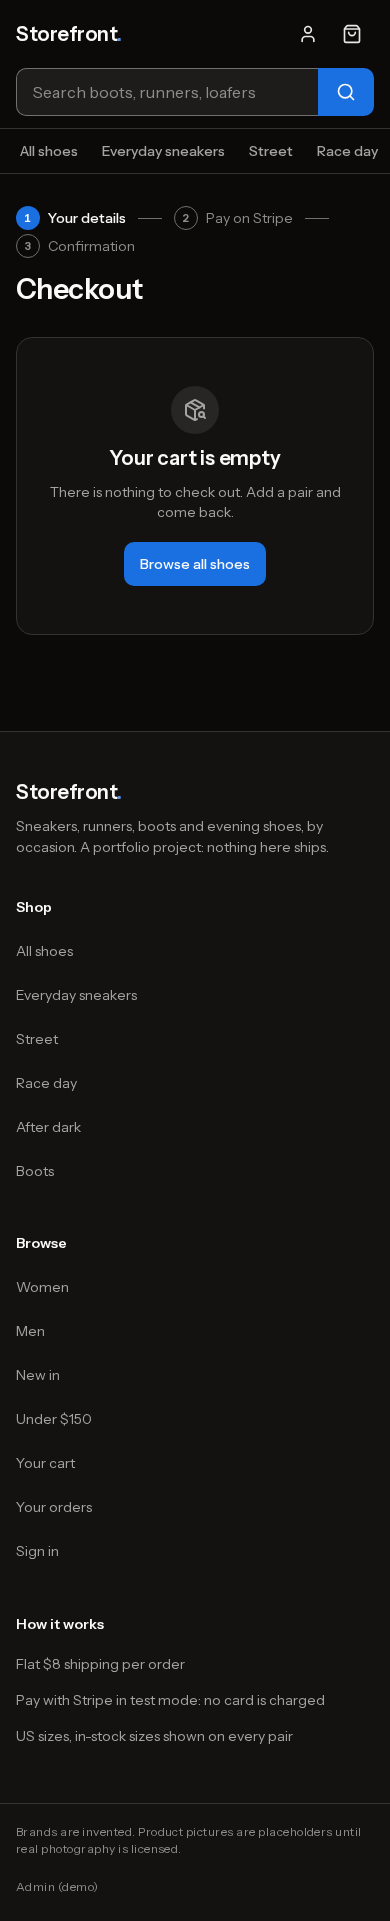 Storefront.
Search boots, runners, loafers
All shoes Everyday sneakers Street Race day
1 Your details 2 Pay on Stripe
3 Confirmation
Checkout
Your cart is empty
There is nothing to check out. Add a pair and
come back.
Browse all shoes
Storefront.
Sneakers, runners, boots and evening shoes, by
occasion. A portfolio project: nothing here ships.
Shop
All shoes
Everyday sneakers
Street
Race day
After dark
Boots
Browse
Women
Men
New in
Under $150
Your cart
Your orders
Sign in
How it works
Flat $8 shipping per order
Pay with Stripe in test mode: no card is charged
US sizes, in-stock sizes shown on every pair
Brands are invented. Product pictures are placeholders until
real photography is licensed.
Admin (demo)